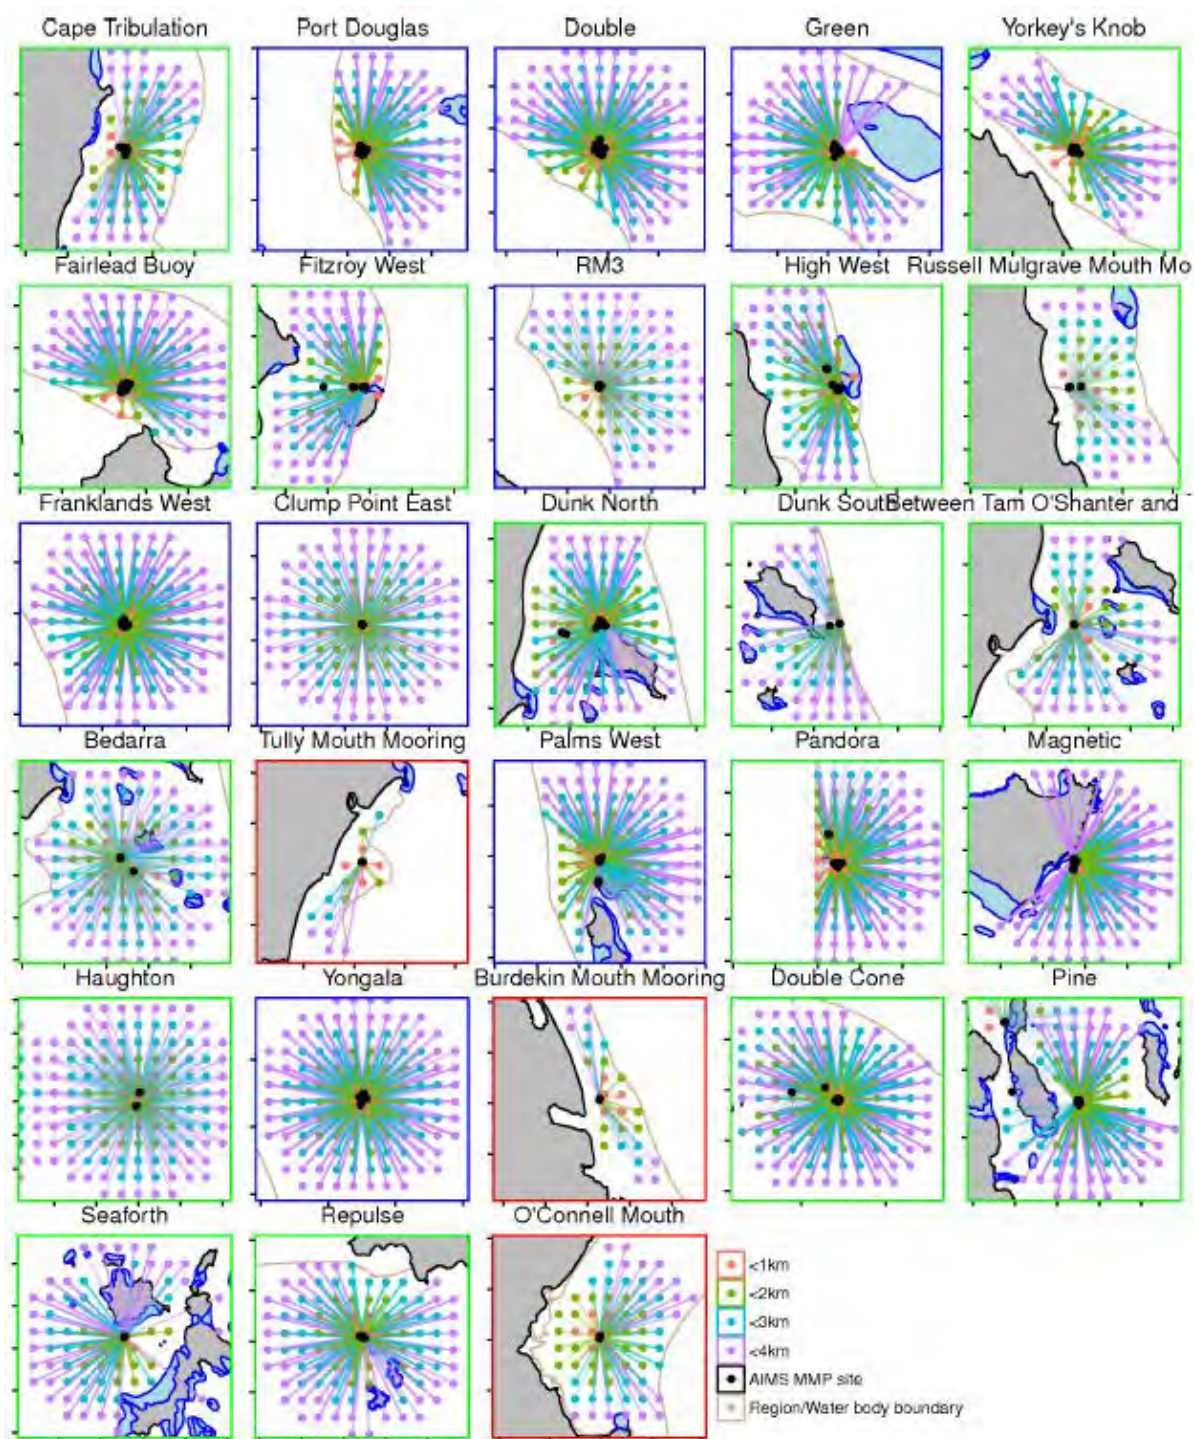 Cape Tribulation Port Douglas Double Green Yorkey's Knob
Fairlead Buoy Fitzroy West RM3 High West Russell Mulgrave Mouth Mo
Franklands West Clump Point East Dunk North Dunk South Between Tam O'Shanter and
Bedarra Tully Mouth Mooring Palms West Pandora Magnetic
Haughton Yongala Burdekin Mouth Mooring Double Cone Pine
Seaforth Repulse O'Connell Mouth
<1km
<2km
<3km
<4km
AIMS MMP site
Region/Water body boundary